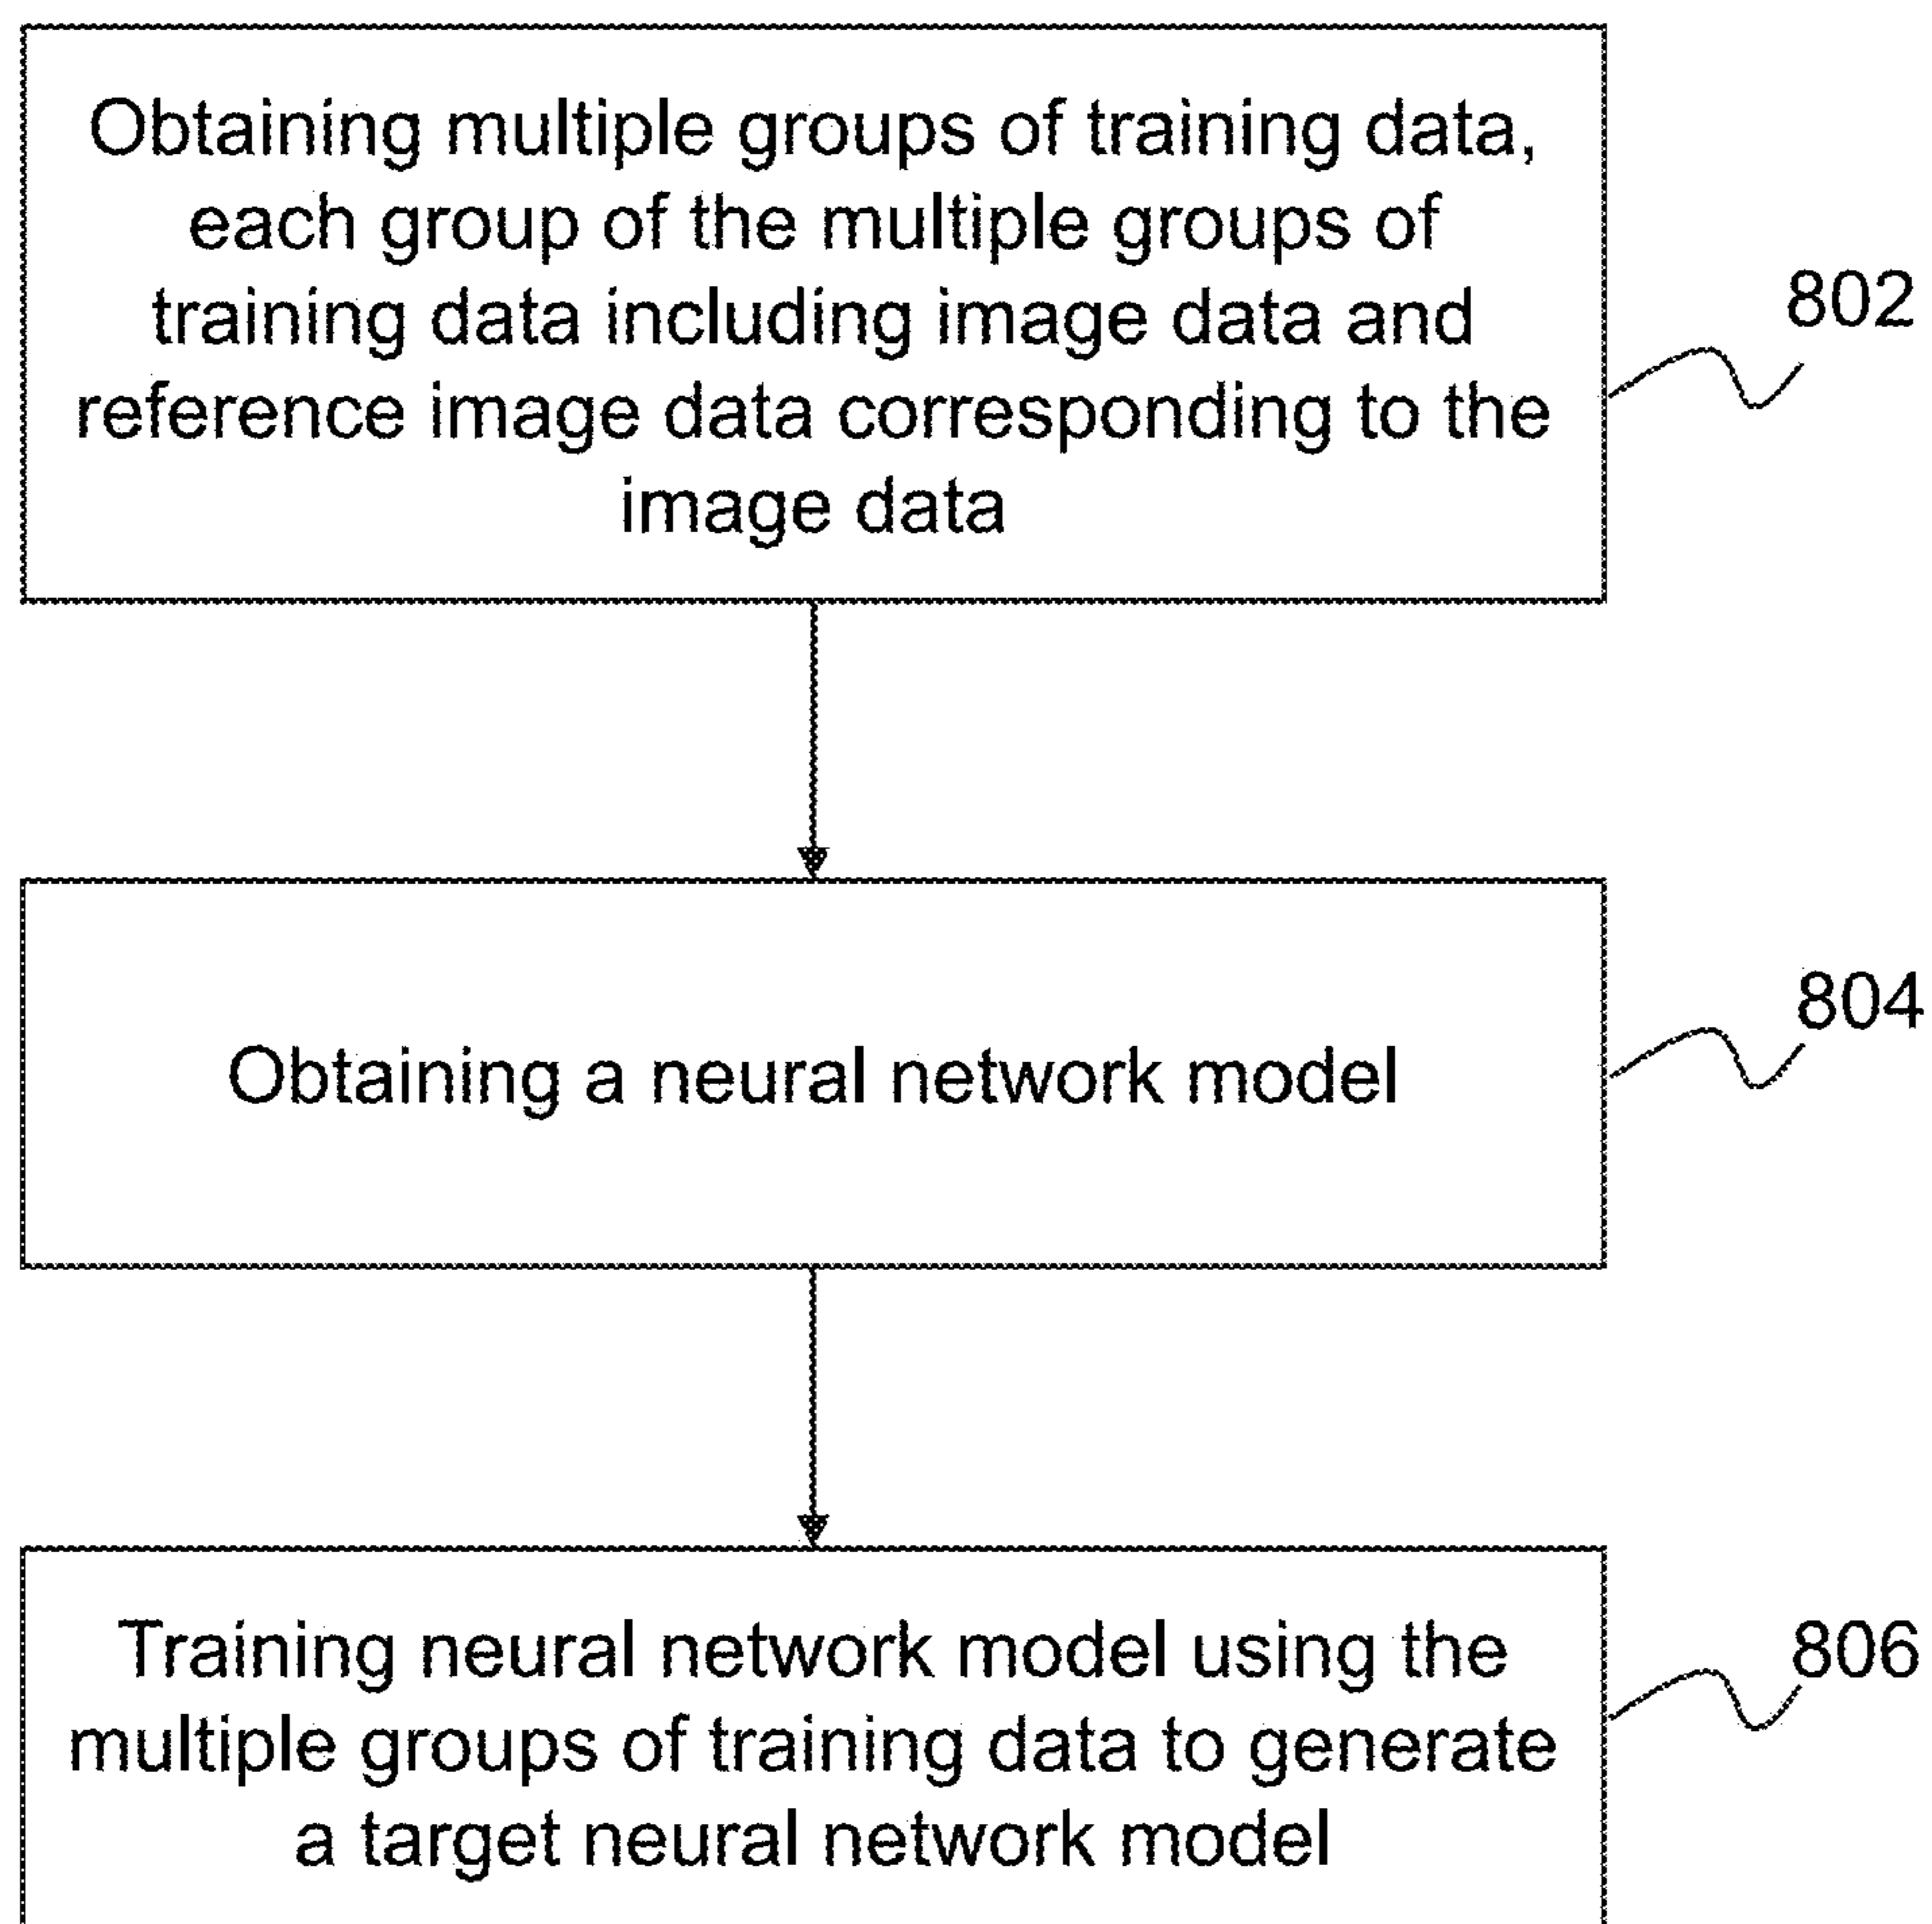 Obtaining multiple groups of training data,
each group of the multiple groups of
training data including image data and
reference image data corresponding to the
image data
802
Obtaining a neural network model
804
Training neural network model using the
multiple groups of training data to generate
a target neural network model
806